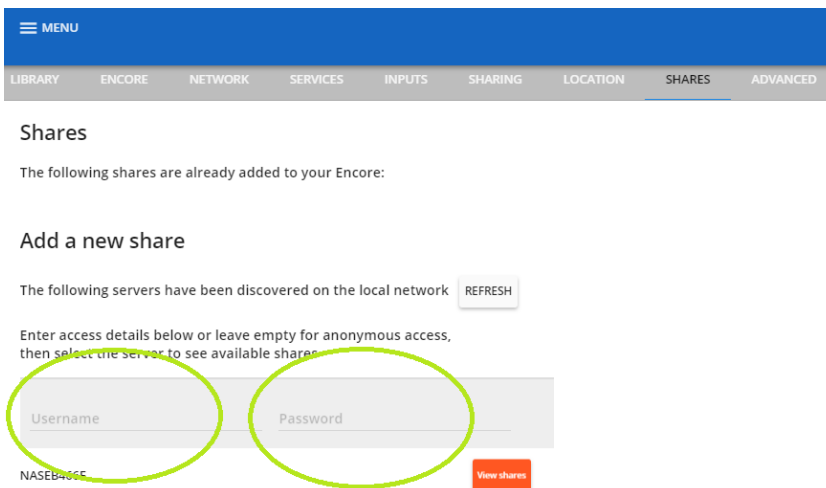 MENU
LIBRARY ENCORE NETWORK SERVICES INPUTS SHARING LOCATION SHARES ADVANCED
Shares
The following shares are already added to your Encore:
Add a new share
The following servers have been discovered on the local network REFRESH
Enter access details below or leave empty for anonymous access,
then select the server to see available shares
Username Password
View shares